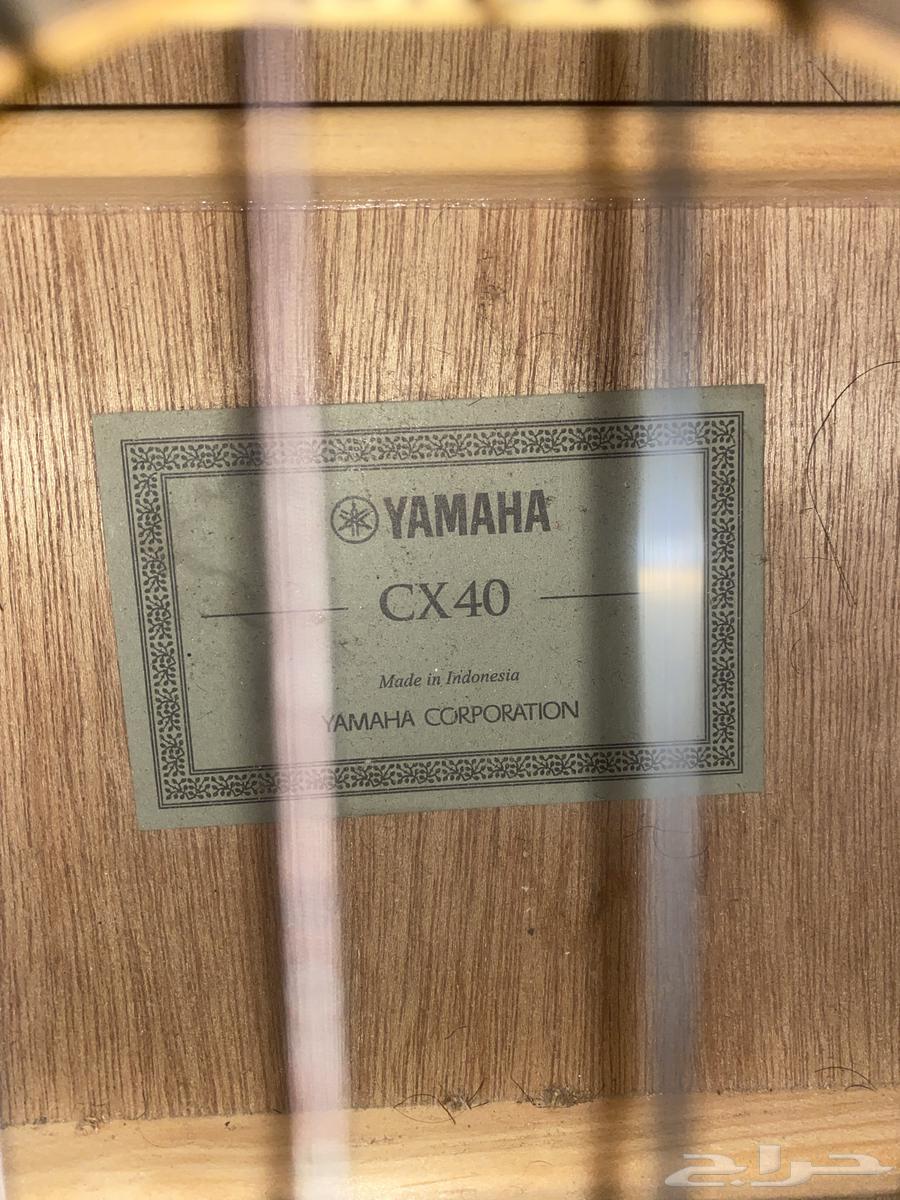 YAMAHA
CX40
Made in Indonesia
YAMAHA CORPORATION
حراج